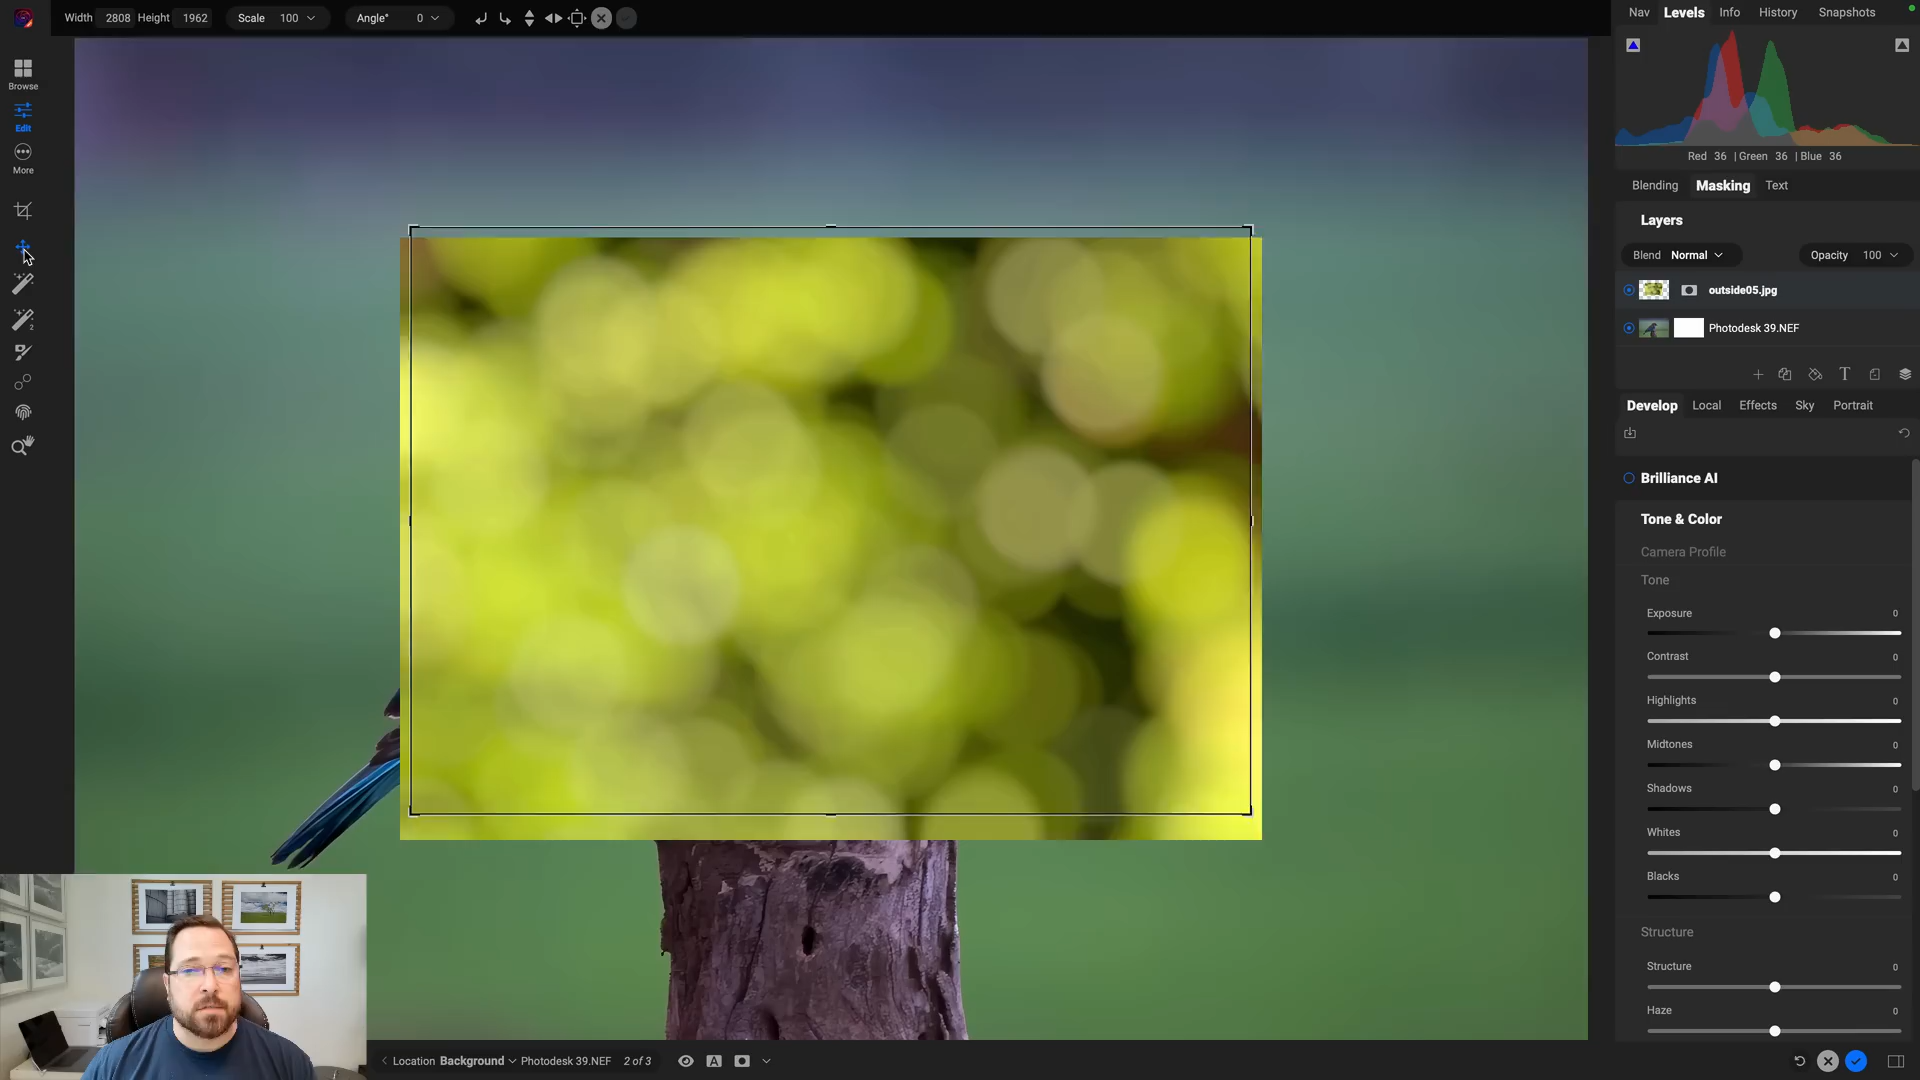 Width 2808 Height 1962 Scale 100 Angle° 0
Nav Levels Info History Snapshots
Browse
Edit
More
2
Red 36 | Green 36 | Blue 36
Blending Masking Text
Layers
Blend Normal Opacity 100
outside05.jpg
Photodesk 39.NEF
T
Develop Local Effects Sky Portrait
Brilliance AI
Tone & Color
Camera Profile
Tone
Exposure 0
Contrast 0
Highlights 0
Midtones 0
Shadows 0
Whites 0
Blacks 0
Structure
Structure 0
Haze 0
Location Background Photodesk 39.NEF 2 of 3
A